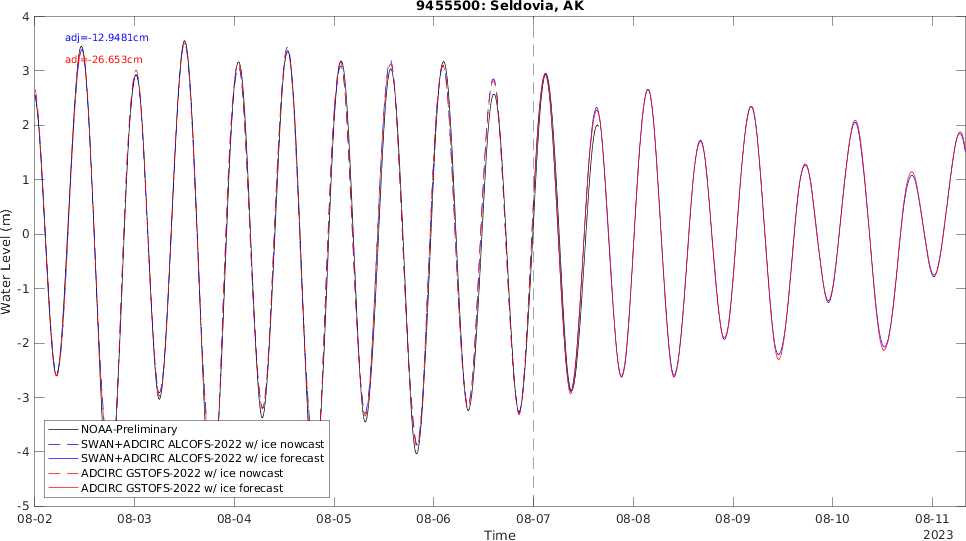 9455500: Seldovia, AK
adj=-12.9481cm
adj=-26.653cm
4
3
2
1
0
-1
-2
-3
-4
-5
Water Level (m)
NOAA-Preliminary
SWAN+ADCIRC ALCOFS-2022 w/ ice nowcast
SWAN+ADCIRC ALCOFS-2022 w/ ice forecast
ADCIRC GSTOFS-2022 w/ ice nowcast
ADCIRC GSTOFS-2022 w/ ice forecast
08-02 08-03 08-04 08-05 08-06 08-07 08-08 08-09 08-10 08-11
2023
Time